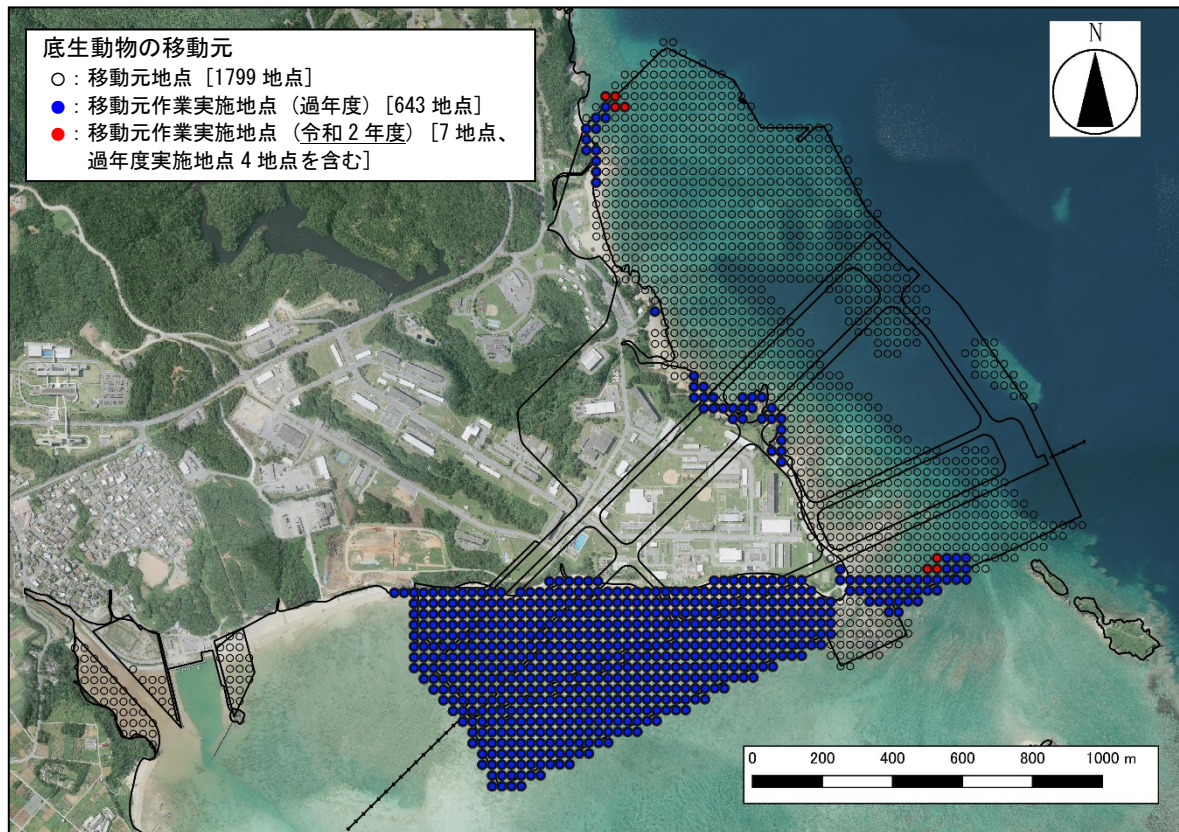 底生動物の移動元
○：移動元地点［1799 地点］
●：移動元作業実施地点（過年度）［643 地点］
●：移動元作業実施地点（令和 2 年度）［7 地点、
過年度実施地点 4 地点を含む］
N
0 200 400 600 800 1000 m